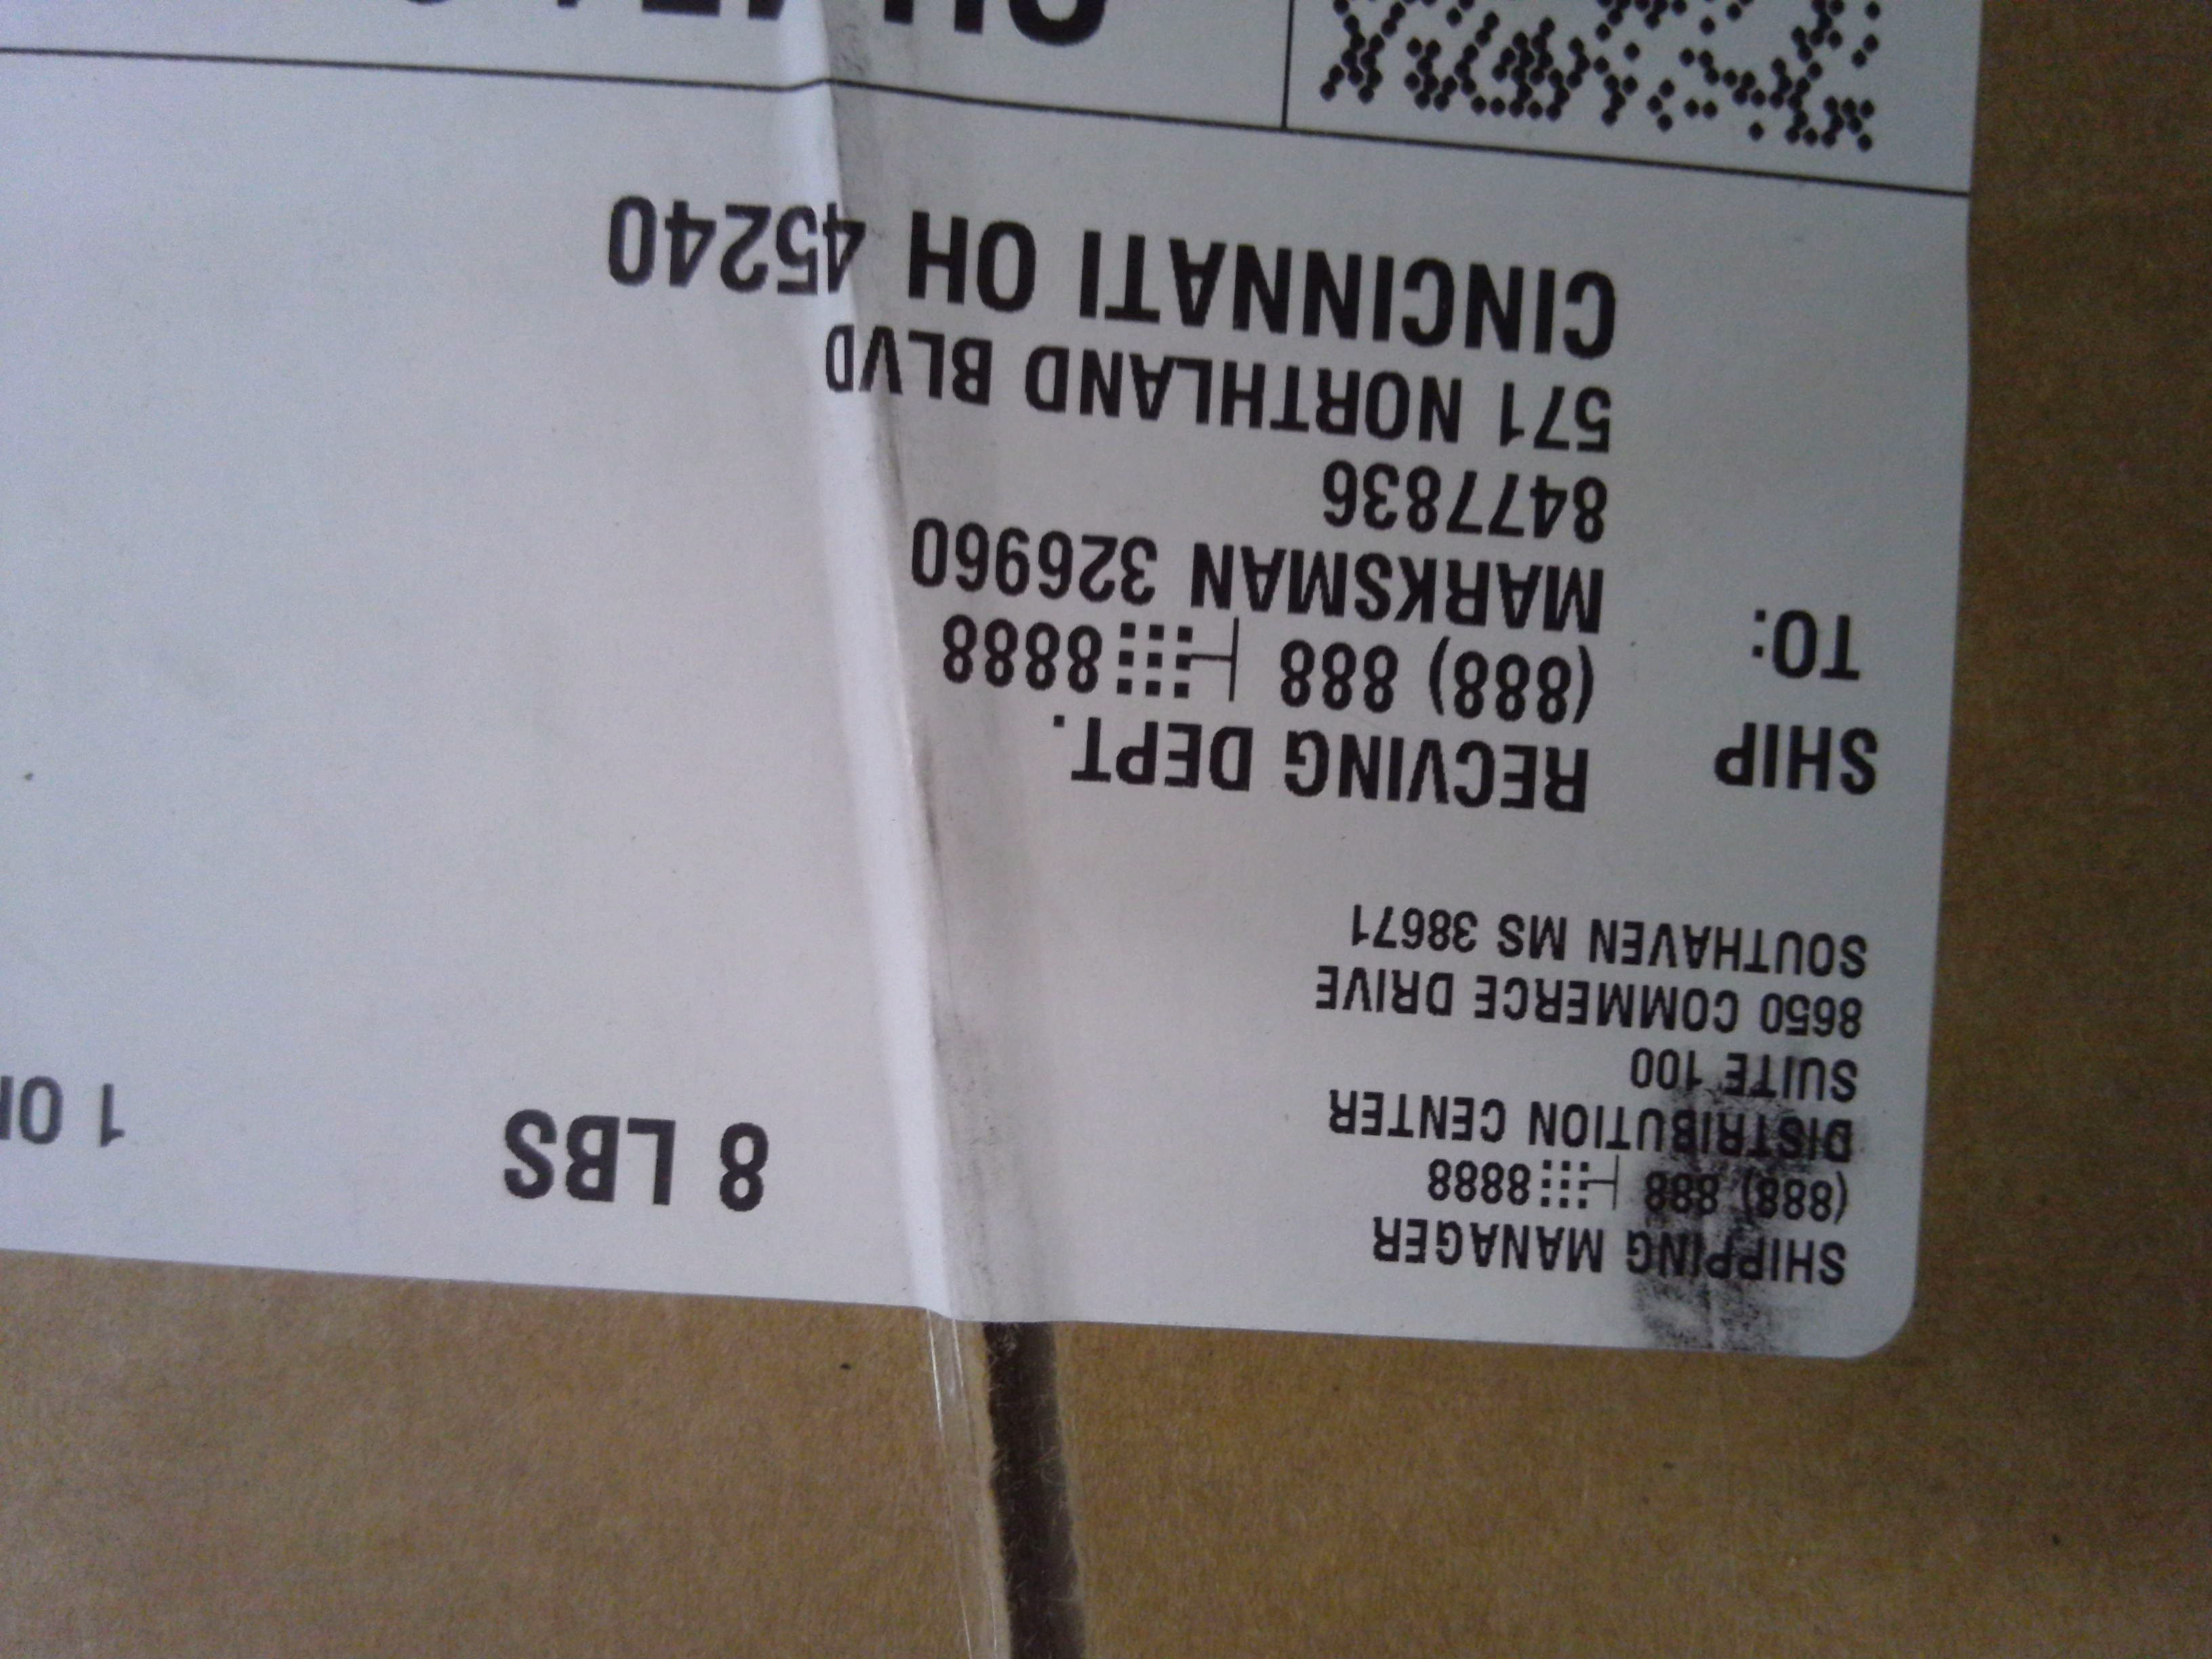 SHIPPING MANAGER
(888) 888 ⊢:::8888
DISTRIBUTION CENTER
SUITE 100
8650 COMMERCE DRIVE
SOUTHAVEN MS 38671
8 LBS
1
SHIP
TO:
RECVING DEPT.
(888) 888 ⊢:::8888
MARKSMAN 326960
8477836
571 NORTHLAND BLVD
CINCINNATI OH 45240